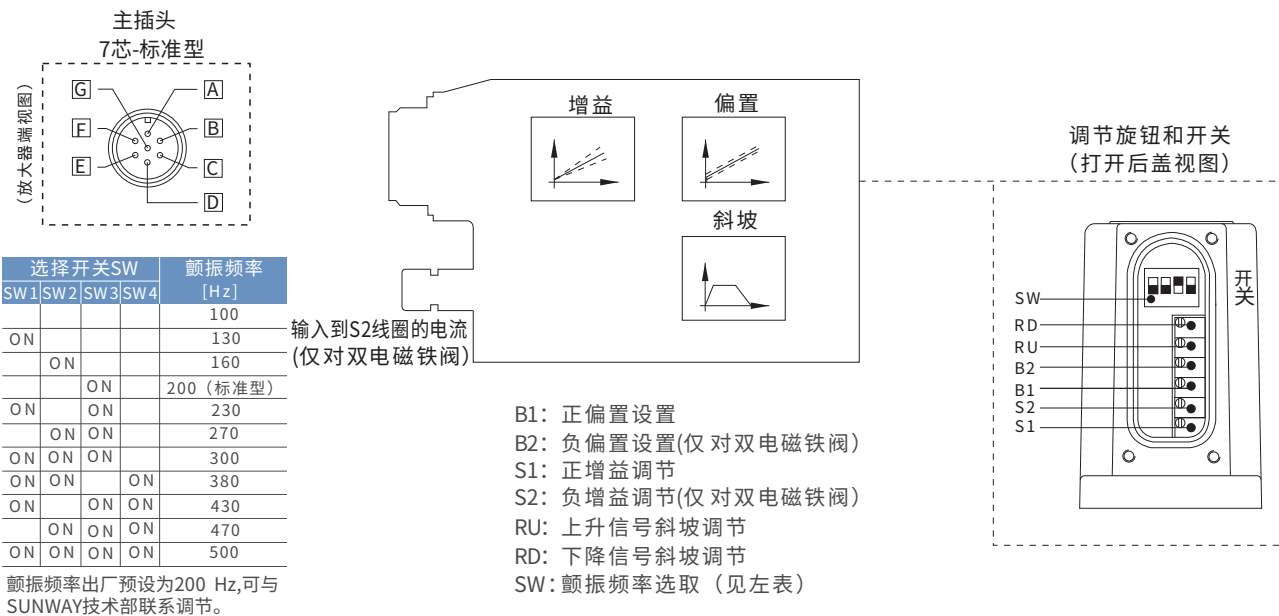 主插头
7芯-标准型
(放大器端视图)
G
A
F
B
E
C
D
选择开关SW 颤振频率
SW1 SW2 SW3 SW4 [Hz]
100
ON 130
ON 160
ON 200（标准型）
ON ON 230
ON ON 270
ON ON ON 300
ON ON ON 380
ON ON ON 430
ON ON ON 470
ON ON ON ON 500
颤振频率出厂预设为200 Hz,可与
SUNWAY技术部联系调节。
增益
偏置
斜坡
输入到S2线圈的电流
(仅对双电磁铁阀)
B1：正偏置设置
B2：负偏置设置(仅 对双电磁铁阀）
S1：正增益调节
S2：负增益调节(仅 对双电磁铁阀）
RU：上升信号斜坡调节
RD：下降信号斜坡调节
SW：颤振频率选取（见左表）
调节旋钮和开关
（打开后盖视图）
开关
SW
RD
RU
B2
B1
S2
S1